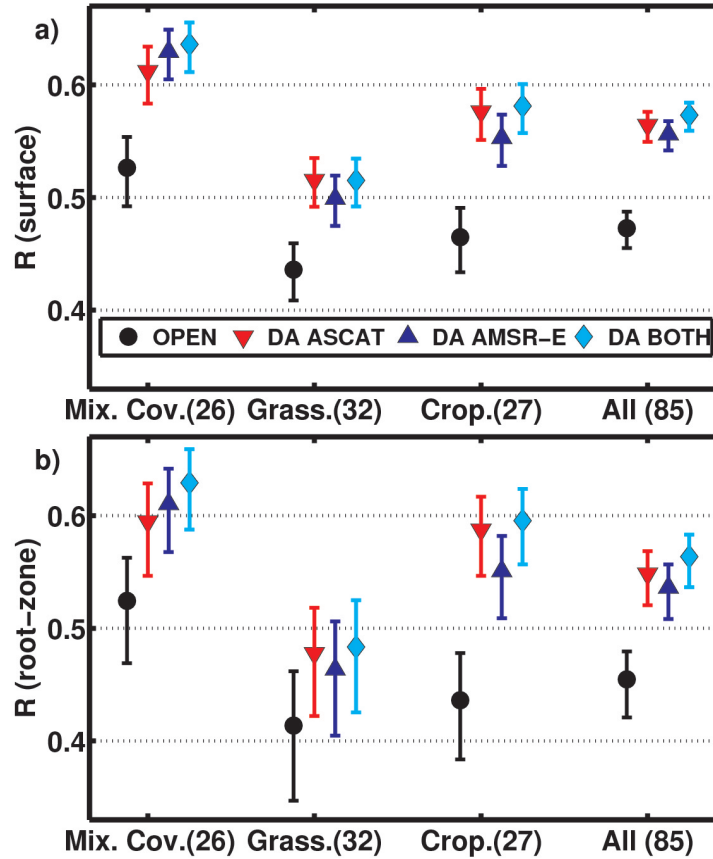 a)
R (surface)
0.6
0.5
0.4
OPEN DA ASCAT DA AMSR-E DA BOTH
Mix. Cov.(26) Grass.(32) Crop.(27) All (85)
b)
R (root-zone)
0.6
0.5
0.4
Mix. Cov.(26) Grass.(32) Crop.(27) All (85)